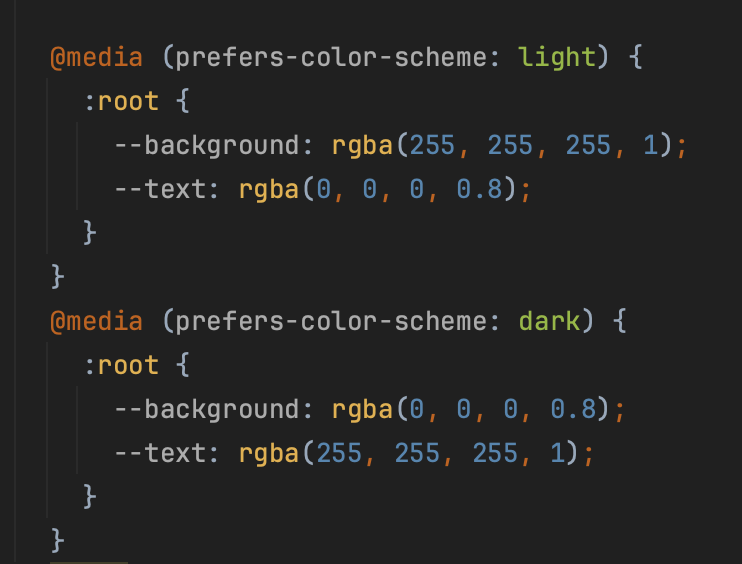 @media (prefers-color-scheme: light) {
  :root {
    --background: rgba(255, 255, 255, 1);
    --text: rgba(0, 0, 0, 0.8);
  }
}
@media (prefers-color-scheme: dark) {
  :root {
    --background: rgba(0, 0, 0, 0.8);
    --text: rgba(255, 255, 255, 1);
  }
}